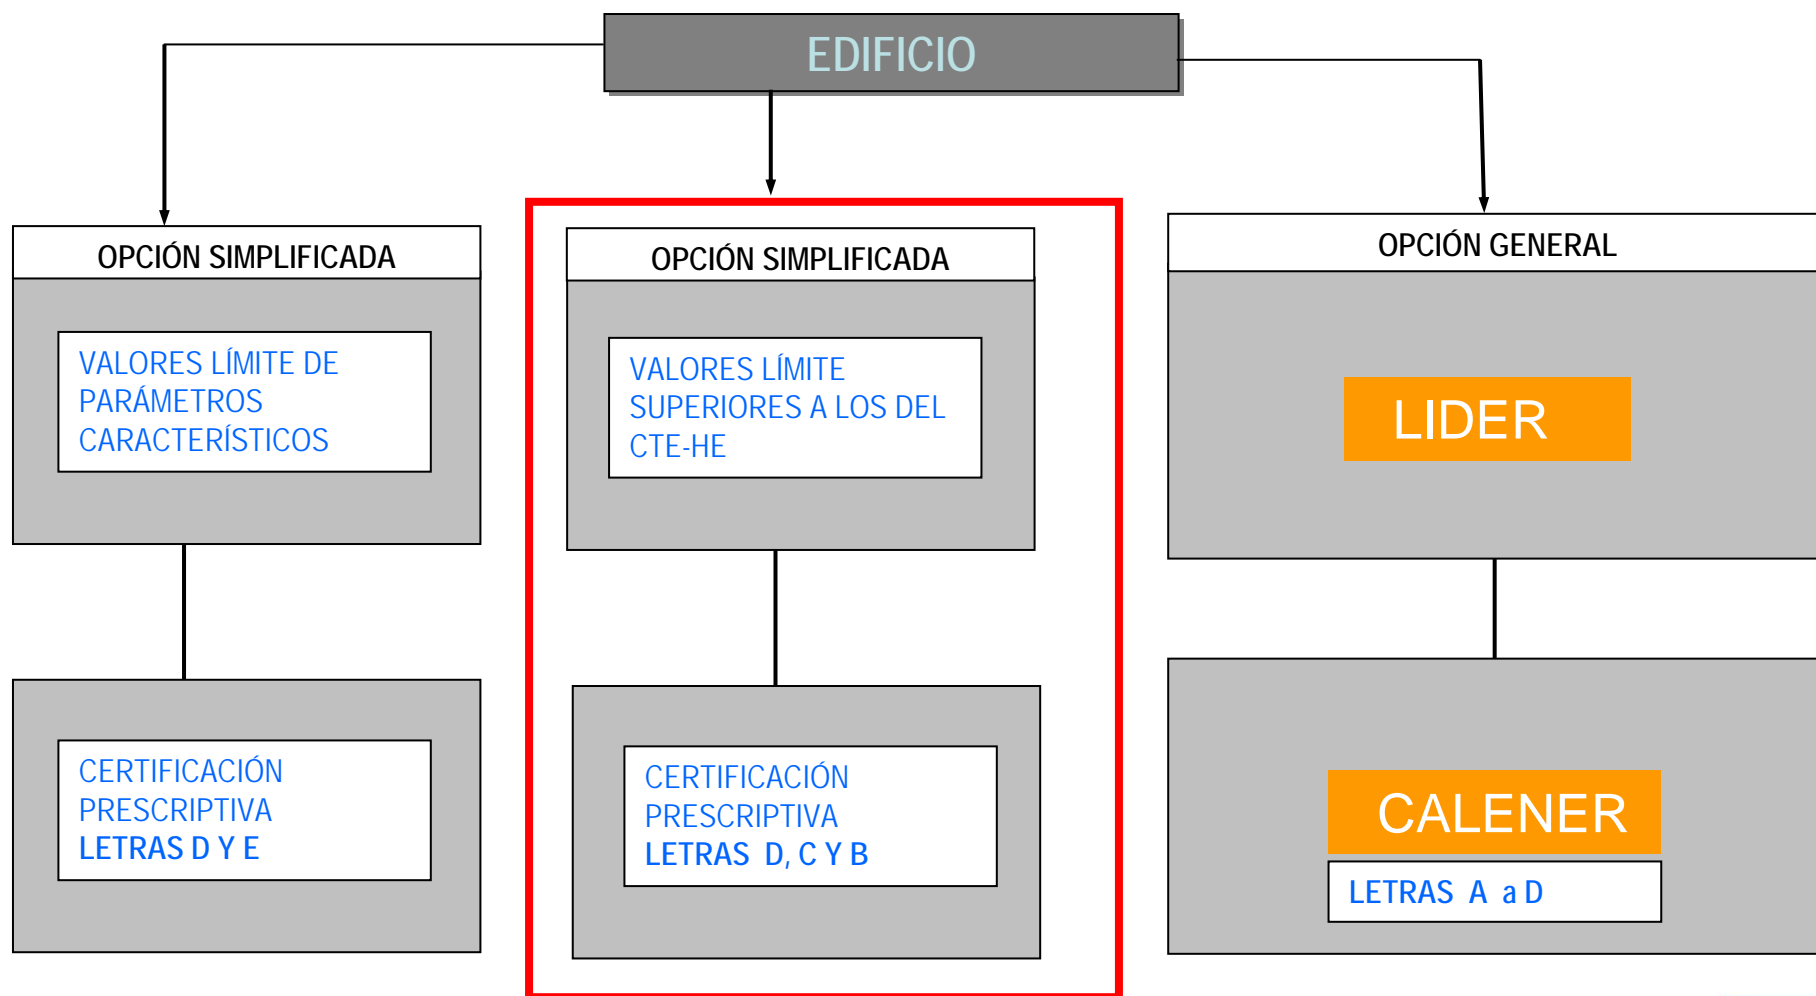 EDIFICIO
OPCIÓN SIMPLIFICADA
VALORES LÍMITE DE
PARÁMETROS
CARACTERÍSTICOS
CERTIFICACIÓN
PRESCRIPTIVA
LETRAS D Y E
OPCIÓN SIMPLIFICADA
VALORES LÍMITE
SUPERIORES A LOS DEL
CTE-HE
CERTIFICACIÓN
PRESCRIPTIVA
LETRAS D, C Y B
OPCIÓN GENERAL
LIDER
CALENER
LETRAS A a D